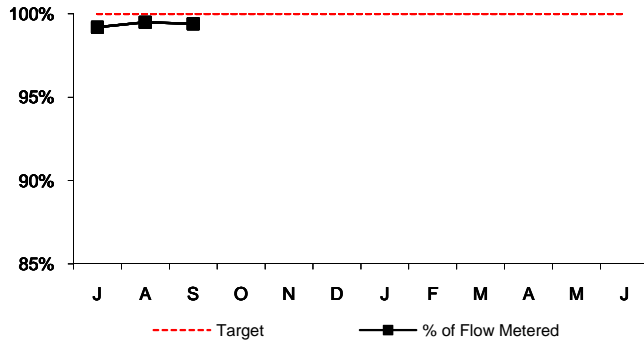 100%
95%
90%
85%
J A S O N D J F M A M J
Target % of Flow Metered